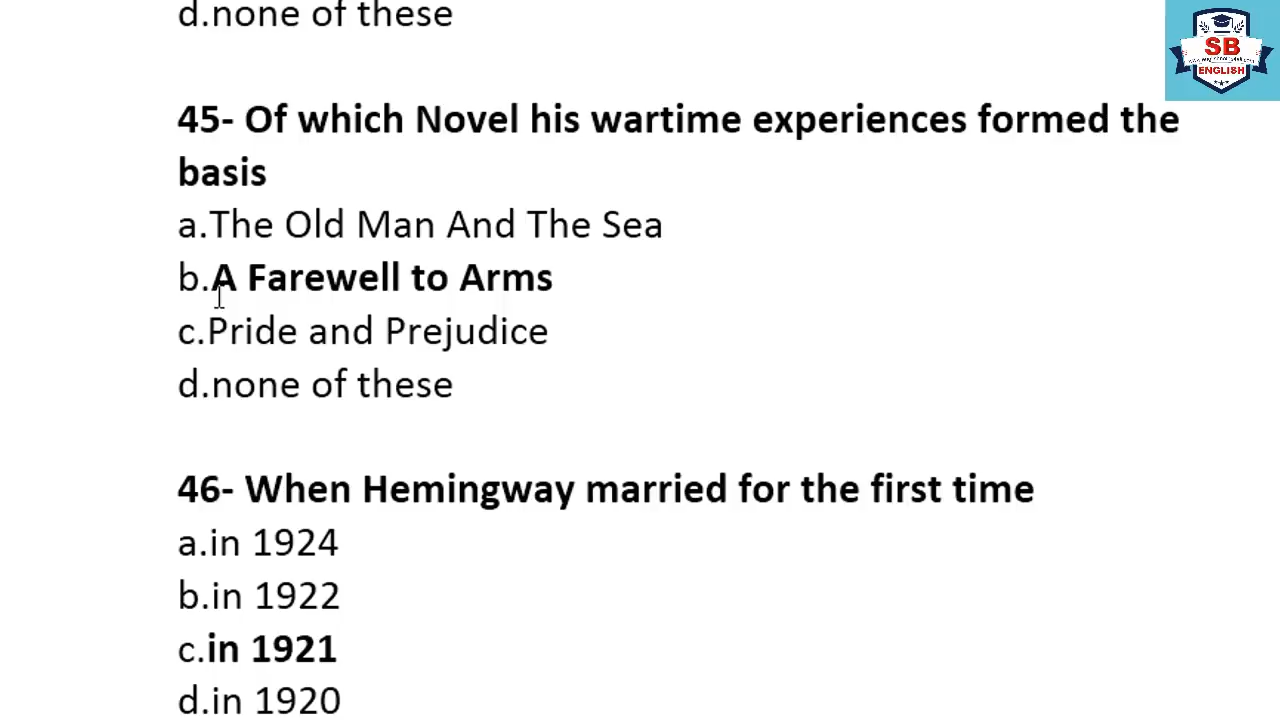 d.none of these
SB
ENGLISH
45- Of which Novel his wartime experiences formed the
basis
a.The Old Man And The Sea
b.A Farewell to Arms
c.Pride and Prejudice
d.none of these
46- When Hemingway married for the first time
a.in 1924
b.in 1922
c.in 1921
d.in 1920